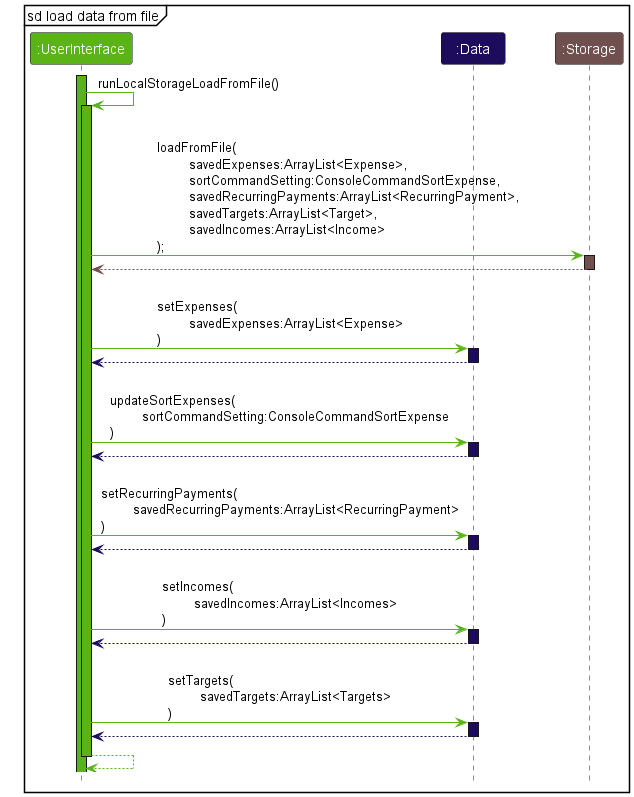 sd load data from file
:UserInterface
:Data
:Storage
runLocalStorageLoadFromFile()
loadFromFile(
savedExpenses:ArrayList<Expense>,
sortCommandSetting:ConsoleCommandSortExpense,
savedRecurringPayments:ArrayList<RecurringPayment>,
savedTargets:ArrayList<Target>,
savedIncomes:ArrayList<Income>
);
setExpenses(
savedExpenses:ArrayList<Expense>
)
updateSortExpenses(
sortCommandSetting:ConsoleCommandSortExpense
)
setRecurringPayments(
savedRecurringPayments:ArrayList<RecurringPayment>
)
setIncomes(
savedIncomes:ArrayList<Incomes>
)
setTargets(
savedTargets:ArrayList<Targets>
)